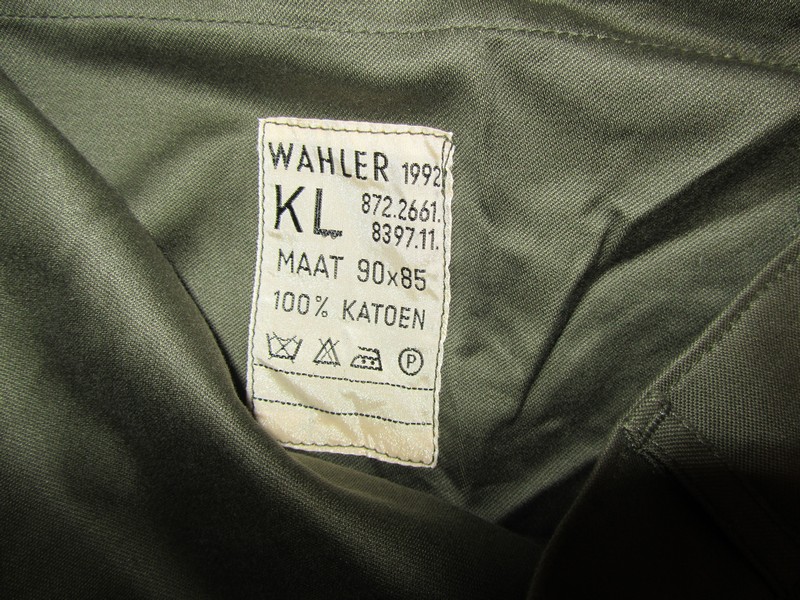 WAHLER 1992
KL 872.2661.
8397.11.
MAAT 90x85
100% KATOEN
P